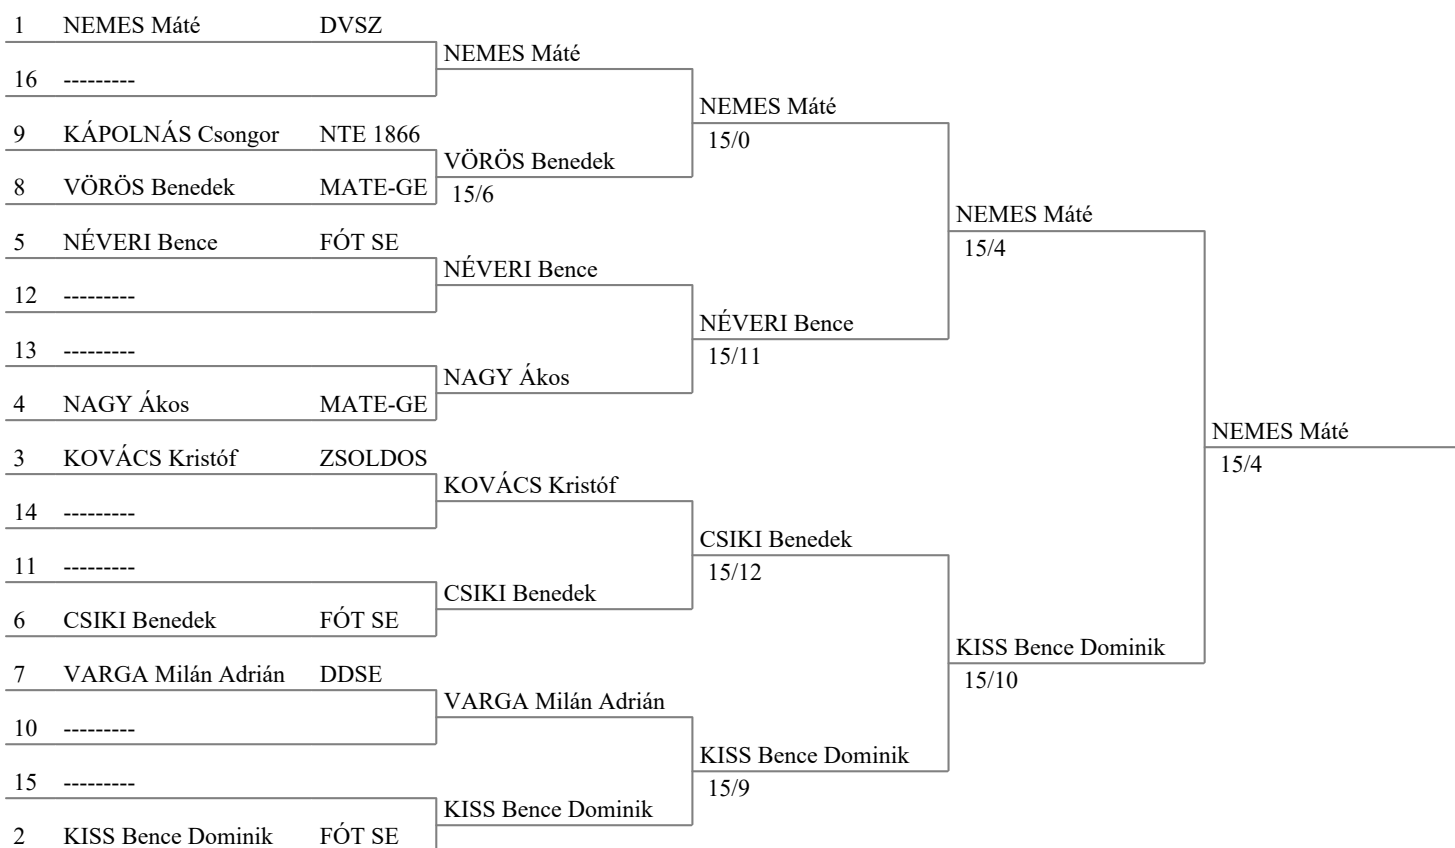 1 NEMES Máté DVSZ
NEMES Máté
16 ---------
NEMES Máté
9 KÁPOLNÁS Csongor NTE 1866
15/0
VÖRÖS Benedek
8 VÖRÖS Benedek MATE-GE
15/6
NEMES Máté
5 NÉVERI Bence FÓT SE
15/4
NÉVERI Bence
12 ---------
NÉVERI Bence
13 ---------
15/11
NAGY Ákos
4 NAGY Ákos MATE-GE
NEMES Máté
3 KOVÁCS Kristóf ZSOLDOS
15/4
KOVÁCS Kristóf
14 ---------
CSIKI Benedek
11 ---------
15/12
CSIKI Benedek
6 CSIKI Benedek FÓT SE
KISS Bence Dominik
7 VARGA Milán Adrián DDSE
15/10
VARGA Milán Adrián
10 ---------
KISS Bence Dominik
15 ---------
15/9
KISS Bence Dominik
2 KISS Bence Dominik FÓT SE